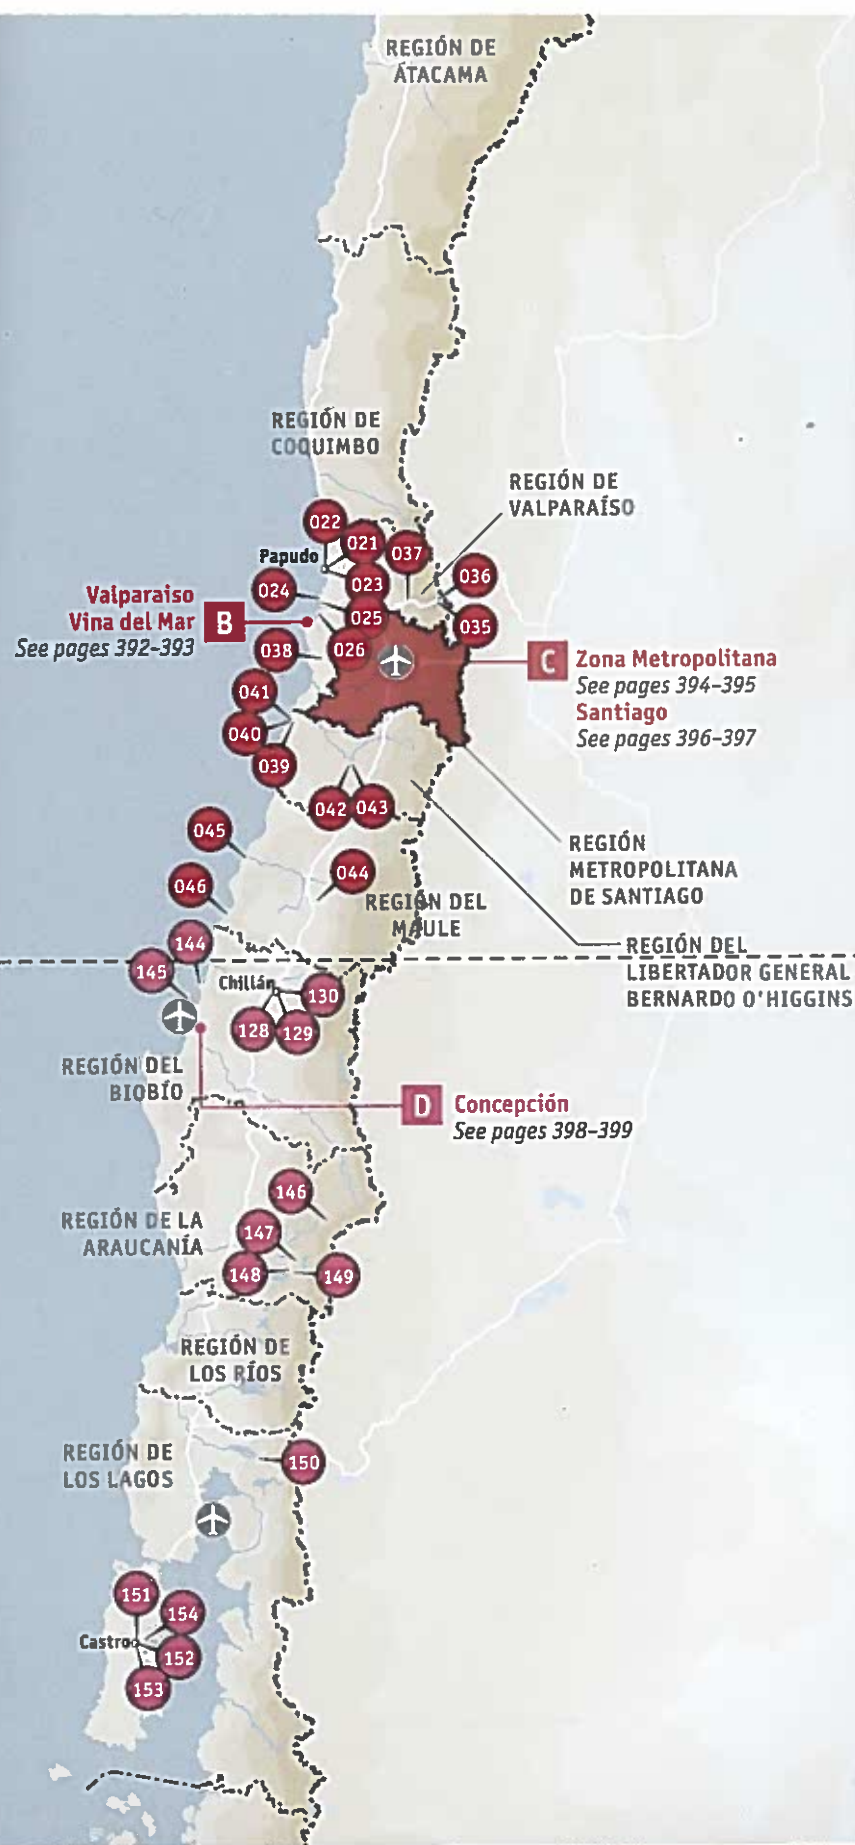 REGIÓN DE
ATACAMA
REGIÓN DE
COQUIMBO
REGIÓN DE
VALPARAÍSO
022
021
037
Papudo
036
024
023
Valparaiso
Vina del Mar
See pages 392–393
B
025
035
038
026
C
Zona Metropolitana
See pages 394–395
Santiago
See pages 396–397
041
040
039
042
043
045
044
046
REGIÓN
METROPOLITANA
DE SANTIAGO
REGIÓN DEL
MAULE
REGIÓN DEL
LIBERTADOR GENERAL
BERNARDO O'HIGGINS
144
145
Chillán
130
128
129
REGIÓN DEL
BIOBÍO
D
Concepción
See pages 398–399
146
REGIÓN DE LA
ARAUCANÍA
147
148
149
REGIÓN DE
LOS RÍOS
REGIÓN DE
LOS LAGOS
150
151
154
Castro
152
153